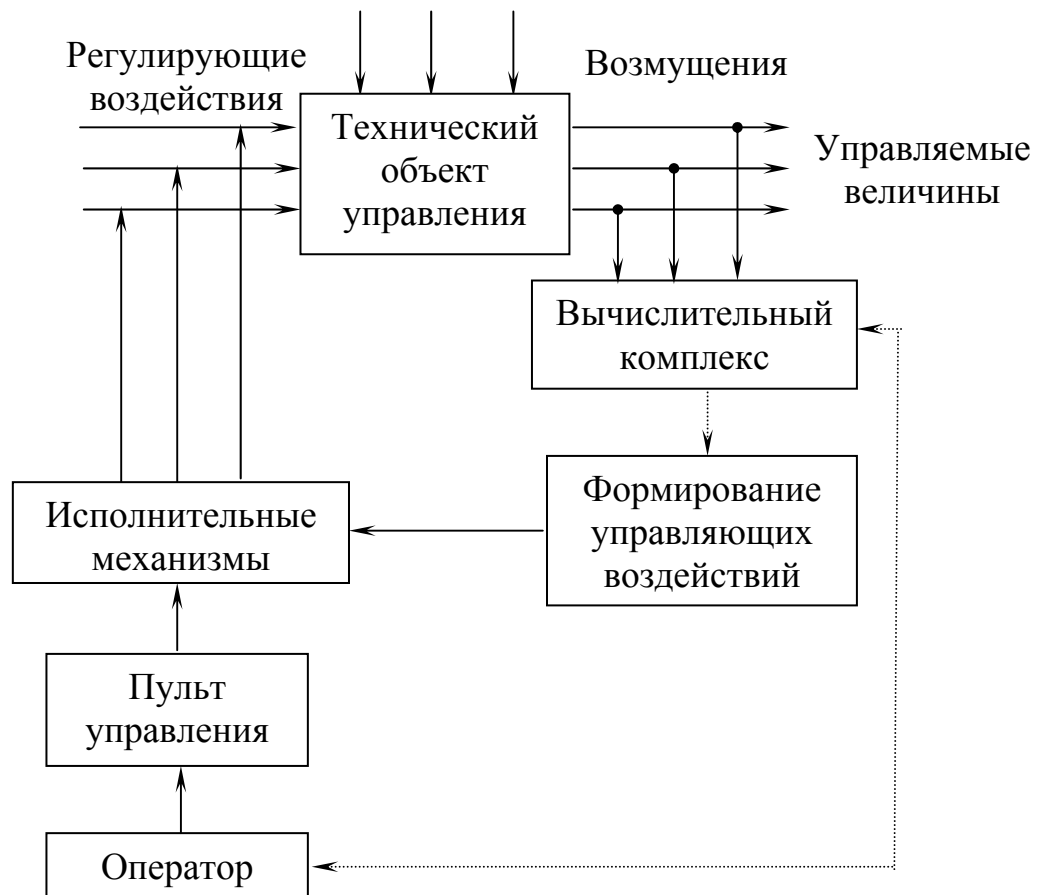 Регулирующие
воздействия
Возмущения
Технический
объект
управления
Управляемые
величины
Вычислительный
комплекс
Формирование
управляющих
воздействий
Исполнительные
механизмы
Пульт
управления
Оператор